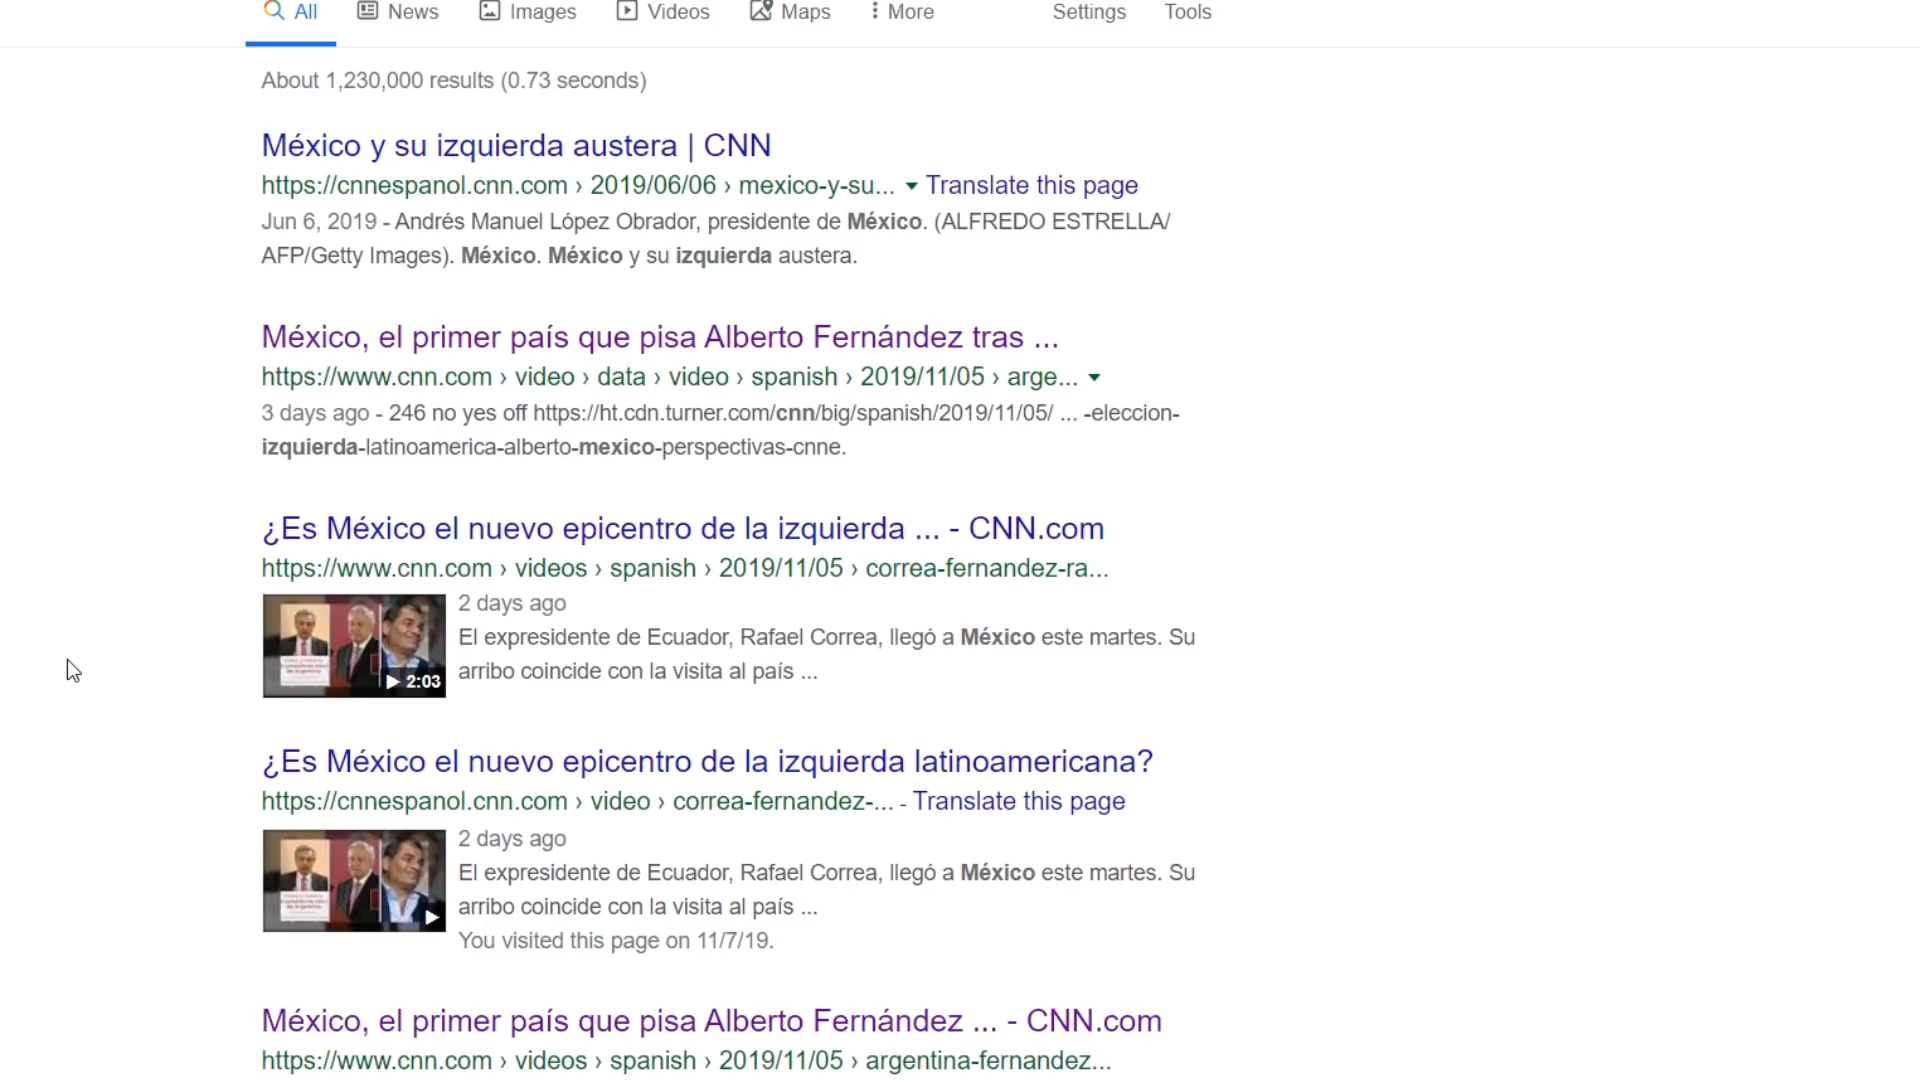 All News Images Videos Maps More Settings Tools
About 1,230,000 results (0.73 seconds)
México y su izquierda austera | CNN
https://cnnespanol.cnn.com › 2019/06/06 › mexico-y-su... Translate this page
Jun 6, 2019 - Andrés Manuel López Obrador, presidente de México. (ALFREDO ESTRELLA/
AFP/Getty Images). México. México y su izquierda austera.
México, el primer país que pisa Alberto Fernández tras ...
https://www.cnn.com › video › data › video › spanish › 2019/11/05 › arge...
3 days ago - 246 no yes off https://ht.cdn.turner.com/cnn/big/spanish/2019/11/05/ ... -eleccion-
izquierda-latinoamerica-alberto-mexico-perspectivas-cnne.
¿Es México el nuevo epicentro de la izquierda ... - CNN.com
https://www.cnn.com › videos › spanish › 2019/11/05 › correa-fernandez-ra...
2 days ago
El expresidente de Ecuador, Rafael Correa, llegó a México este martes. Su
arribo coincide con la visita al país ...
2:03
¿Es México el nuevo epicentro de la izquierda latinoamericana?
https://cnnespanol.cnn.com › video › correa-fernandez-... - Translate this page
2 days ago
El expresidente de Ecuador, Rafael Correa, llegó a México este martes. Su
arribo coincide con la visita al país ...
You visited this page on 11/7/19.
México, el primer país que pisa Alberto Fernández ... - CNN.com
https://www.cnn.com › videos › spanish › 2019/11/05 › argentina-fernandez...